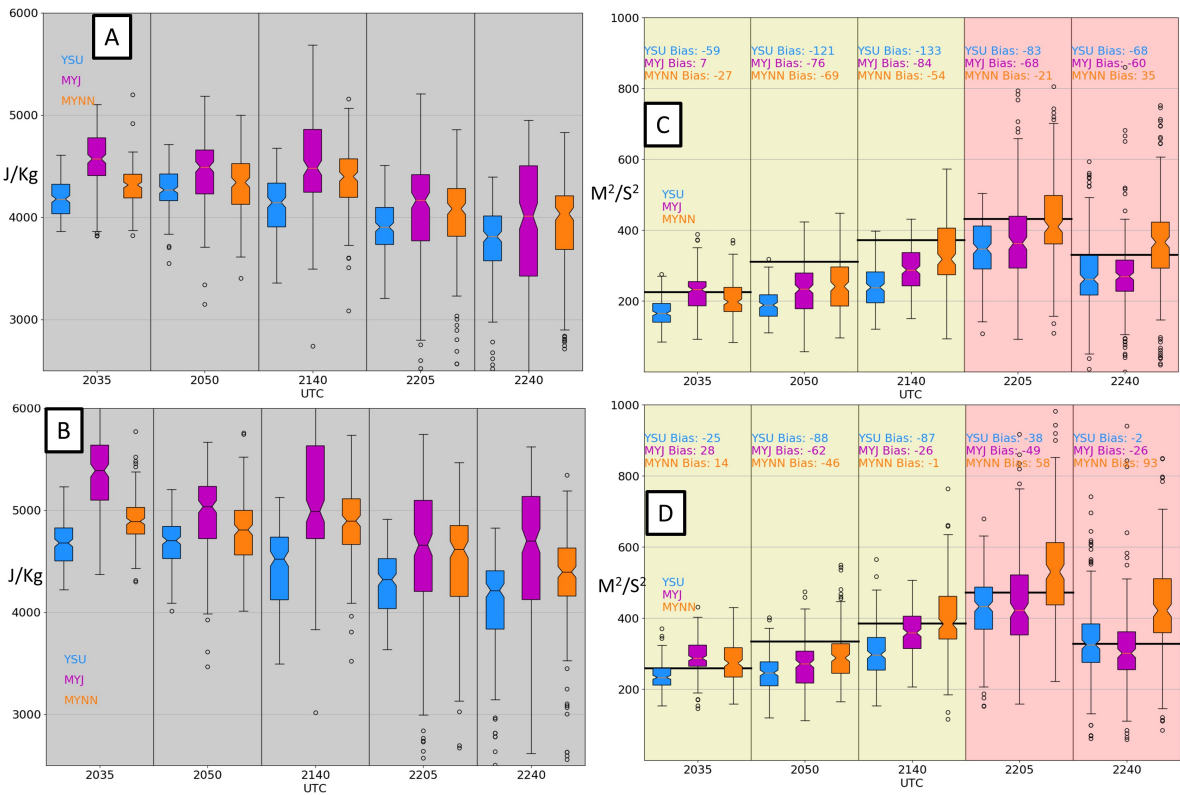 A
6000
5000
4000
3000
J/Kg
YSU
MYJ
MYNN
2035
2050
2140
2205
2240
UTC
B
6000
5000
4000
3000
J/Kg
YSU
MYJ
MYNN
2035
2050
2140
2205
2240
UTC
C
1000
800
600
400
200
M²/S²
YSU Bias: -59
MYJ Bias: 7
MYNN Bias: -27
YSU Bias: -121
MYJ Bias: -76
MYNN Bias: -69
YSU Bias: -133
MYJ Bias: -84
MYNN Bias: -54
YSU Bias: -83
MYJ Bias: -68
MYNN Bias: -21
YSU Bias: -68
MYJ Bias: -60
MYNN Bias: 35
YSU
MYJ
MYNN
2035
2050
2140
2205
2240
UTC
D
1000
800
600
400
200
M²/S²
YSU Bias: -25
MYJ Bias: 28
MYNN Bias: 14
YSU Bias: -88
MYJ Bias: -62
MYNN Bias: -46
YSU Bias: -87
MYJ Bias: -26
MYNN Bias: -1
YSU Bias: -38
MYJ Bias: -49
MYNN Bias: 58
YSU Bias: -2
MYJ Bias: -26
MYNN Bias: 93
YSU
MYJ
MYNN
2035
2050
2140
2205
2240
UTC